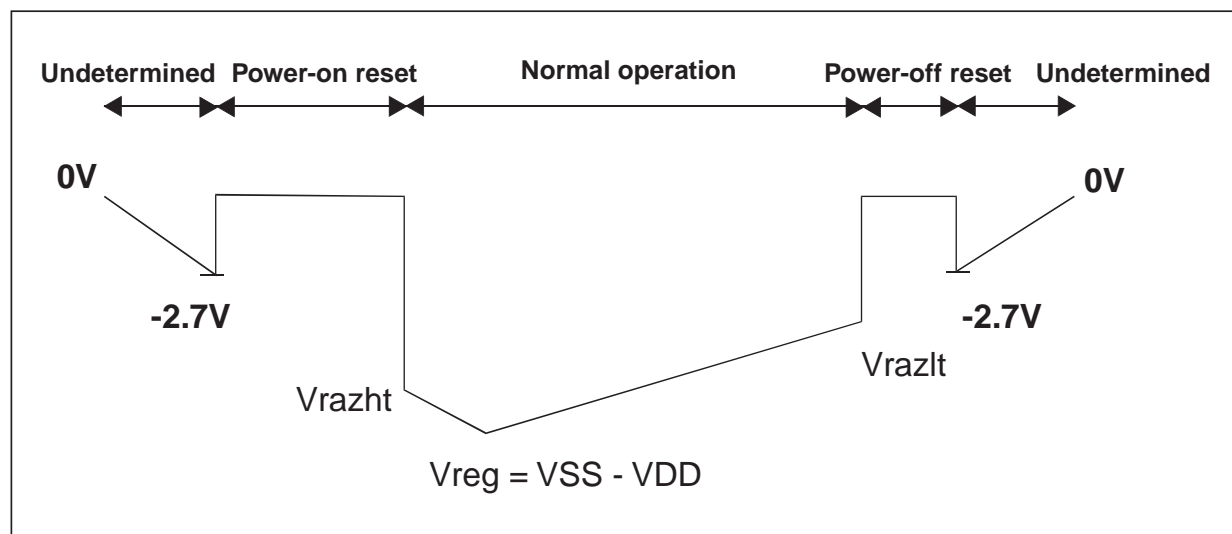 Undetermined
Power-on reset
Normal operation
Power-off reset
Undetermined
0V
0V
-2.7V
-2.7V
Vrazht
Vrazlt
Vreg = VSS - VDD